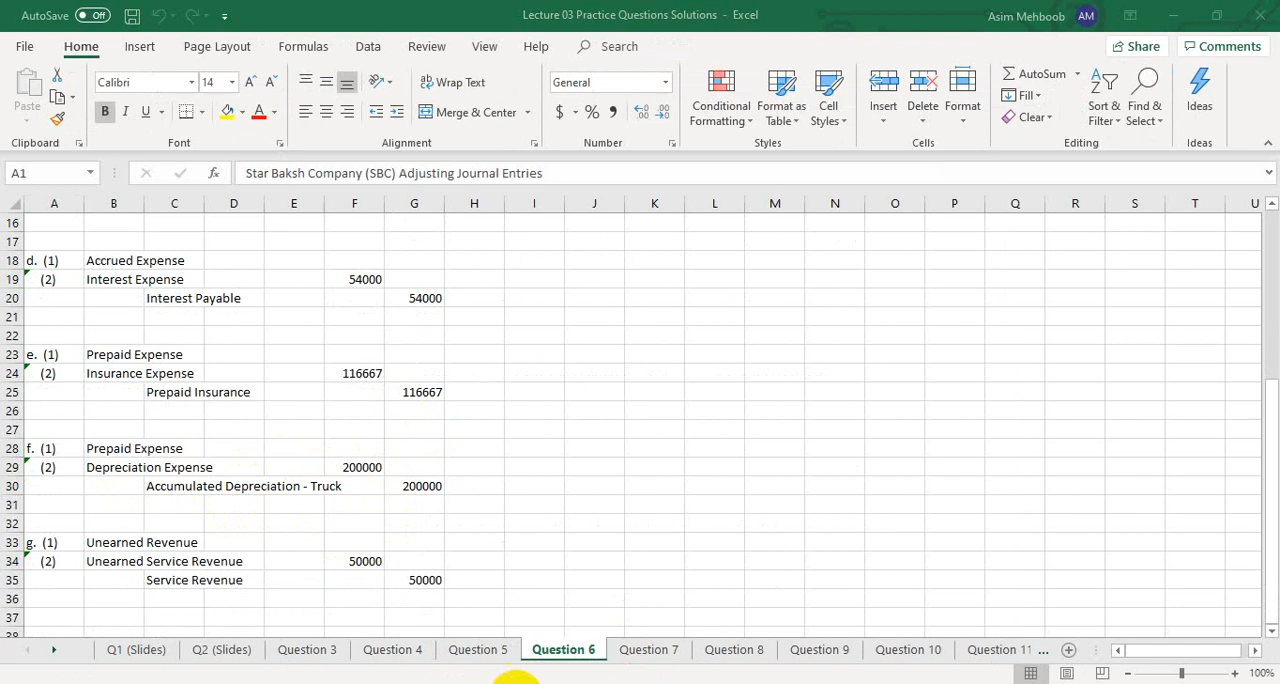 AutoSave Off Lecture 03 Practice Questions Solutions - Excel Asim Mehboob AM
File Home Insert Page Layout Formulas Data Review View Help Search Share Comments
Paste Calibri 14 A A Wrap Text General Conditional Formatting Format as Table Cell Styles Insert Delete Format AutoSum Fill Clear Sort & Filter Find & Select Ideas
B I U A Merge & Center $ % ,
Clipboard Font Alignment Number Styles Cells Editing Ideas
A1 fx Star Baksh Company (SBC) Adjusting Journal Entries
A B C D E F G H I J K L M N O P Q R S T U
16
17
18 d. (1) Accrued Expense
19 (2) Interest Expense 54000
20 Interest Payable 54000
21
22
23 e. (1) Prepaid Expense
24 (2) Insurance Expense 116667
25 Prepaid Insurance 116667
26
27
28 f. (1) Prepaid Expense
29 (2) Depreciation Expense 200000
30 Accumulated Depreciation - Truck 200000
31
32
33 g. (1) Unearned Revenue
34 (2) Unearned Service Revenue 50000
35 Service Revenue 50000
36
37
38
Q1 (Slides) Q2 (Slides) Question 3 Question 4 Question 5 Question 6 Question 7 Question 8 Question 9 Question 10 Question 11 ...
100%